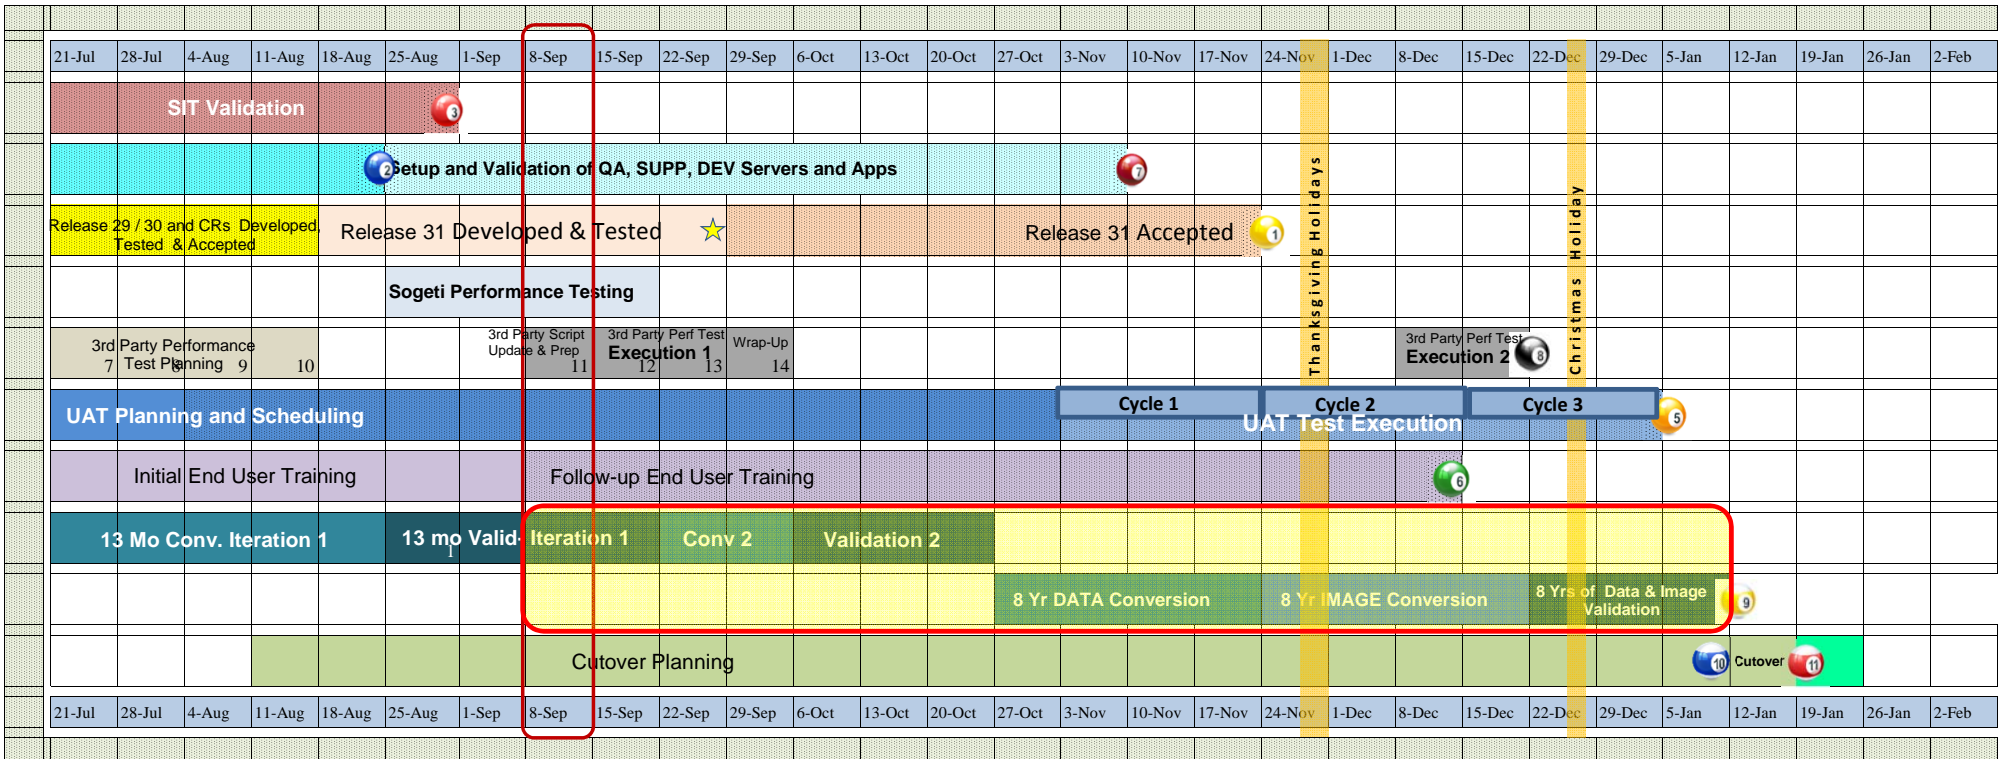 21-Jul 28-Jul 4-Aug 11-Aug 18-Aug 25-Aug 1-Sep 8-Sep 15-Sep 22-Sep 29-Sep 6-Oct 13-Oct 20-Oct 27-Oct 3-Nov 10-Nov 17-Nov 24-Nov 1-Dec 8-Dec 15-Dec 22-Dec 29-Dec 5-Jan 12-Jan 19-Jan 26-Jan 2-Feb
SIT Validation 3
2 Setup and Validation of QA, SUPP, DEV Servers and Apps 7
Release 29 / 30 and CRs Developed,
Tested & Accepted
Release 31 Developed & Tested
Release 31 Accepted 1
Thanksgiving Holidays
Christmas Holiday
Sogeti Performance Testing
3rd Party Performance
Test Planning
7 8 9 10
3rd Party Script
Update & Prep
11
3rd Party Perf Test
Execution 1
12 13
Wrap-Up
14
3rd Party Perf Test
Execution 2 8
UAT Planning and Scheduling
Cycle 1 Cycle 2 Cycle 3
UAT Test Execution 5
Initial End User Training Follow-up End User Training 6
13 Mo Conv. Iteration 1 13 mo Valid- Iteration 1 Conv 2 Validation 2
1
8 Yr DATA Conversion 8 Yr IMAGE Conversion
8 Yrs of Data & Image
Validation
9
Cutover Planning 10 Cutover 11
21-Jul 28-Jul 4-Aug 11-Aug 18-Aug 25-Aug 1-Sep 8-Sep 15-Sep 22-Sep 29-Sep 6-Oct 13-Oct 20-Oct 27-Oct 3-Nov 10-Nov 17-Nov 24-Nov 1-Dec 8-Dec 15-Dec 22-Dec 29-Dec 5-Jan 12-Jan 19-Jan 26-Jan 2-Feb